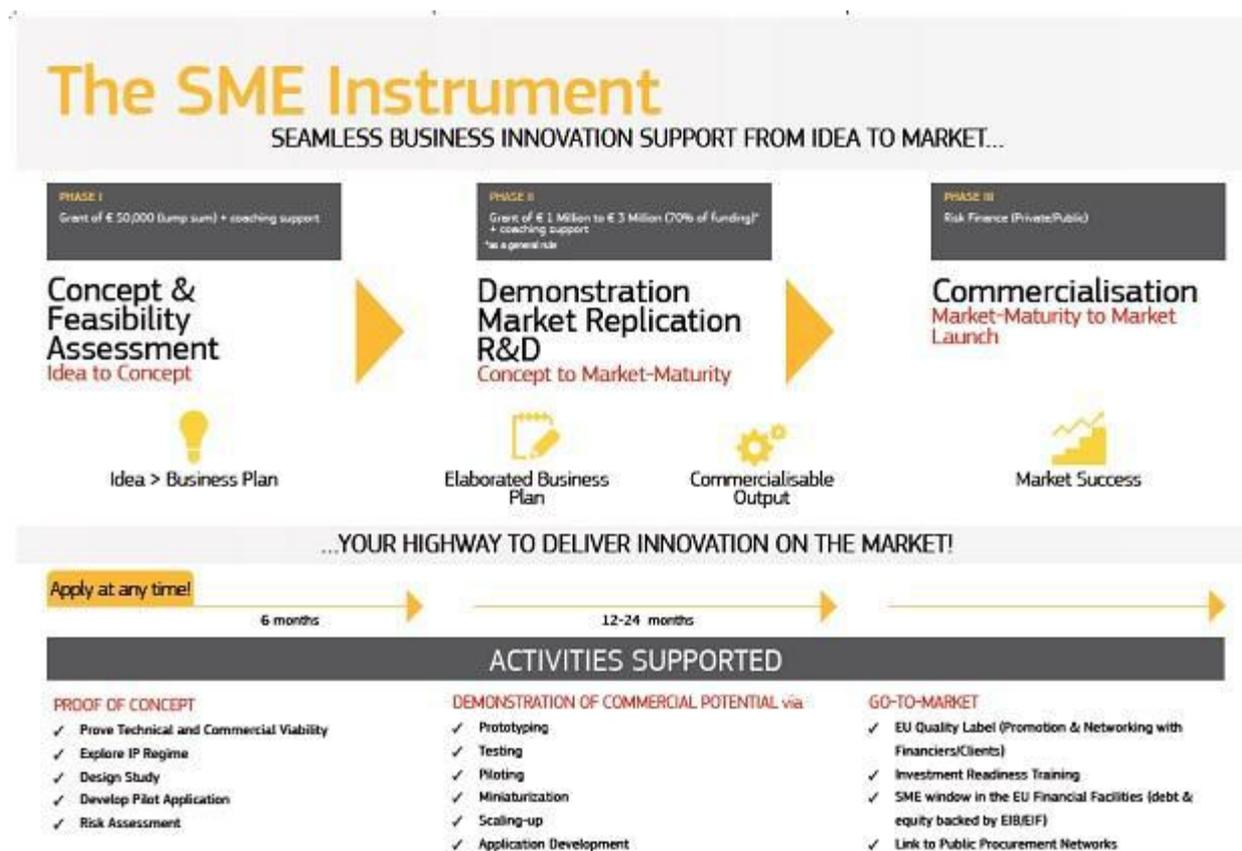 The SME Instrument
SEAMLESS BUSINESS INNOVATION SUPPORT FROM IDEA TO MARKET...
PHASE I
Grant of € 50,000 (lump sum) + coaching support
PHASE II
Grant of € 1 Million to € 3 Million (70% of funding)*
+ coaching support
*as a general rule
PHASE III
Risk Finance (Private/Public)
Concept &
Feasibility
Assessment
Idea to Concept
Demonstration
Market Replication
R&D
Concept to Market-Maturity
Commercialisation
Market-Maturity to Market
Launch
Idea > Business Plan
Elaborated Business
Plan
Commercialisable
Output
Market Success
...YOUR HIGHWAY TO DELIVER INNOVATION ON THE MARKET!
Apply at any time!
6 months
12-24 months
ACTIVITIES SUPPORTED
PROOF OF CONCEPT
✓ Prove Technical and Commercial Viability
✓ Explore IP Regime
✓ Design Study
✓ Develop Pilot Application
✓ Risk Assessment
DEMONSTRATION OF COMMERCIAL POTENTIAL via
✓ Prototyping
✓ Testing
✓ Piloting
✓ Miniaturization
✓ Scaling-up
✓ Application Development
GO-TO-MARKET
✓ EU Quality Label (Promotion & Networking with
Financiers/Clients)
✓ Investment Readiness Training
✓ SME window in the EU Financial Facilities (debt &
equity backed by EIB/EIF)
✓ Link to Public Procurement Networks